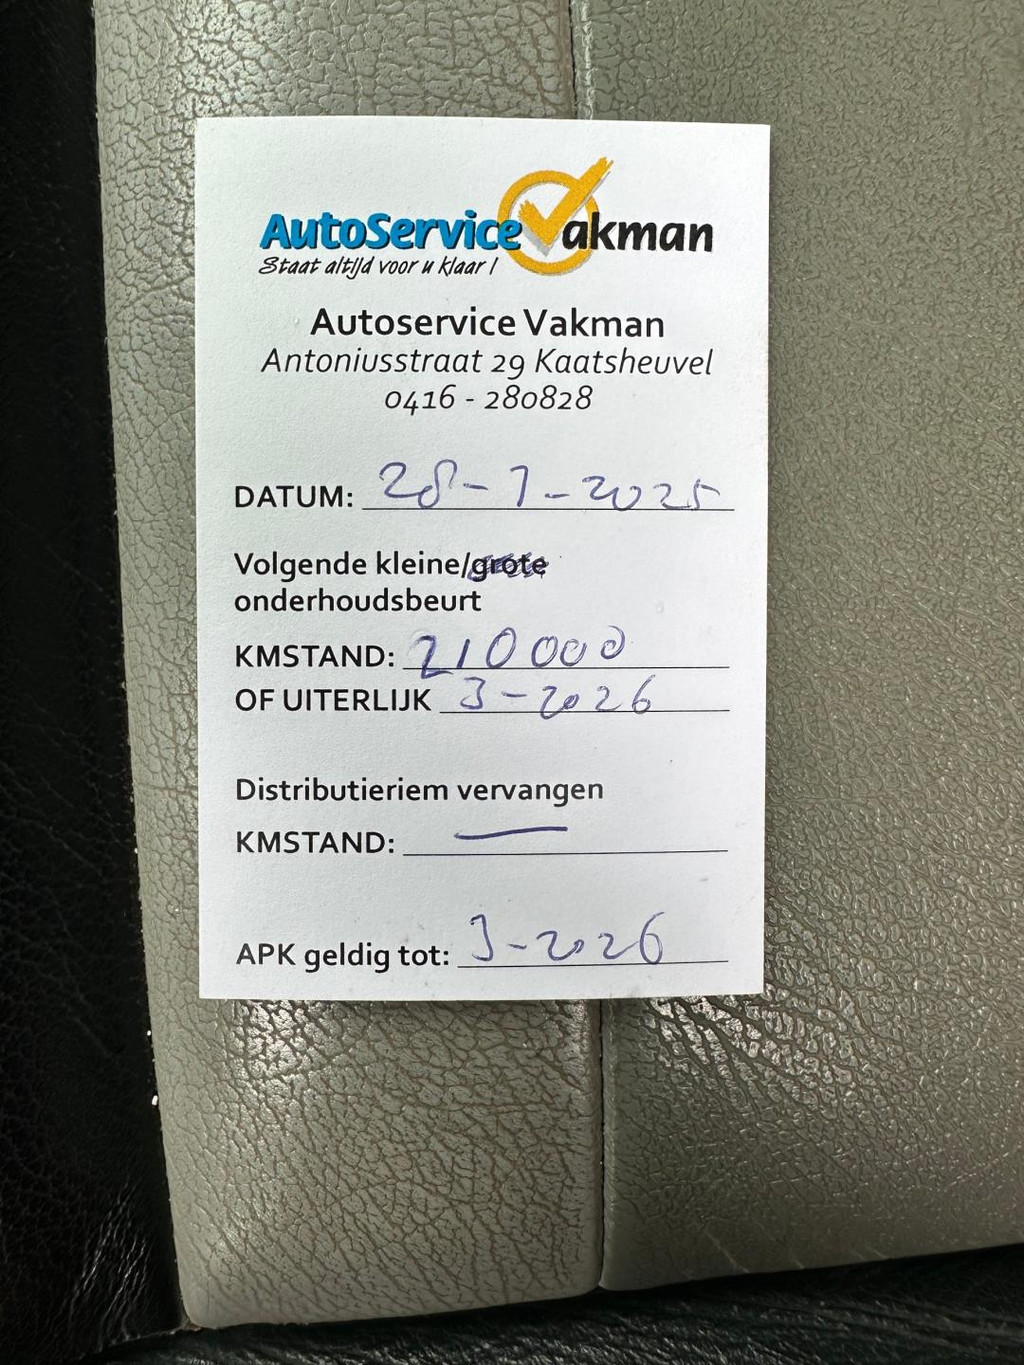 AutoService Vakman
Staat altijd voor u klaar!
Autoservice Vakman
Antoniusstraat 29 Kaatsheuvel
0416 - 280828
DATUM: 28-1-2025
Volgende kleine/grote
onderhoudsbeurt
KMSTAND: 210000
OF UITERLIJK 3-2026
Distributieriem vervangen
KMSTAND: —
APK geldig tot: 3-2026